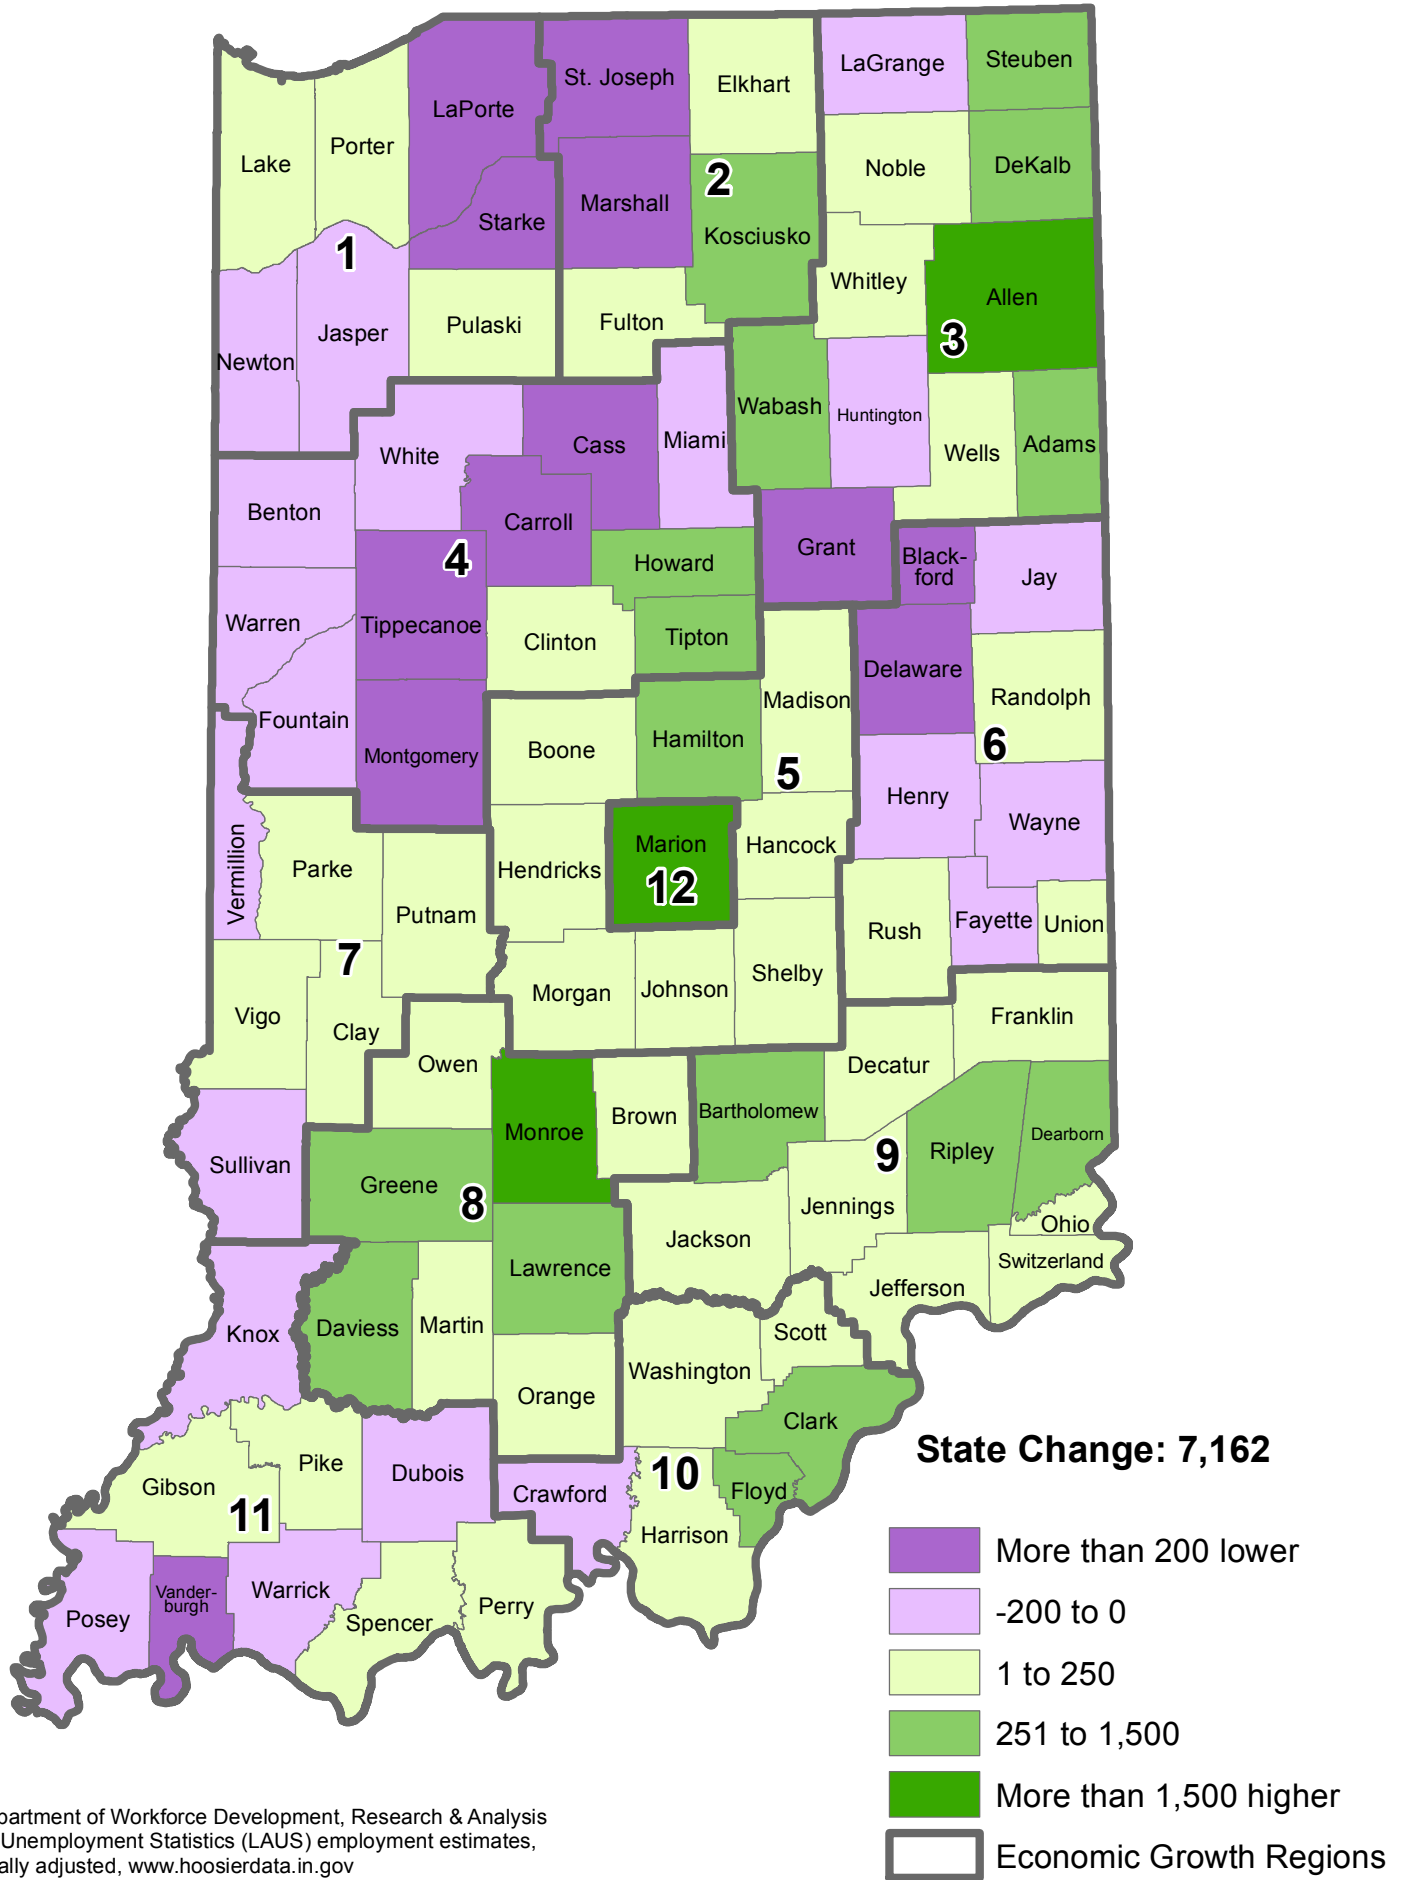 LaGrange
Steuben
St. Joseph
Elkhart
LaPorte
Porter
Lake
Noble
DeKalb
2
Marshall
Starke
Kosciusko
1
Whitley
Allen
Jasper
Pulaski
Fulton
3
Newton
Wabash
Huntington
White
Cass
Miami
Wells
Adams
Benton
Carroll
Grant
4
Howard
Black-
ford
Jay
Warren
Tippecanoe
Clinton
Tipton
Delaware
Randolph
Madison
Fountain
Montgomery
Boone
Hamilton
5
6
Henry
Wayne
Vermillion
Parke
Hendricks
Marion
12
Hancock
Putnam
Rush
Fayette
Union
7
Morgan
Johnson
Shelby
Vigo
Clay
Franklin
Owen
Decatur
Monroe
Brown
Bartholomew
Dearborn
9
Ripley
Sullivan
Greene
8
Jennings
Jackson
Ohio
Lawrence
Switzerland
Jefferson
Knox
Daviess
Martin
Scott
Washington
Orange
Clark
Pike
Dubois
10
Gibson
11
Crawford
Floyd
Harrison
Posey
Vander-
burgh
Warrick
Spencer
Perry
State Change: 7,162
More than 200 lower
-200 to 0
1 to 250
251 to 1,500
More than 1,500 higher
Economic Growth Regions
partment of Workforce Development, Research & Analysis
Unemployment Statistics (LAUS) employment estimates,
ally adjusted, www.hoosierdata.in.gov